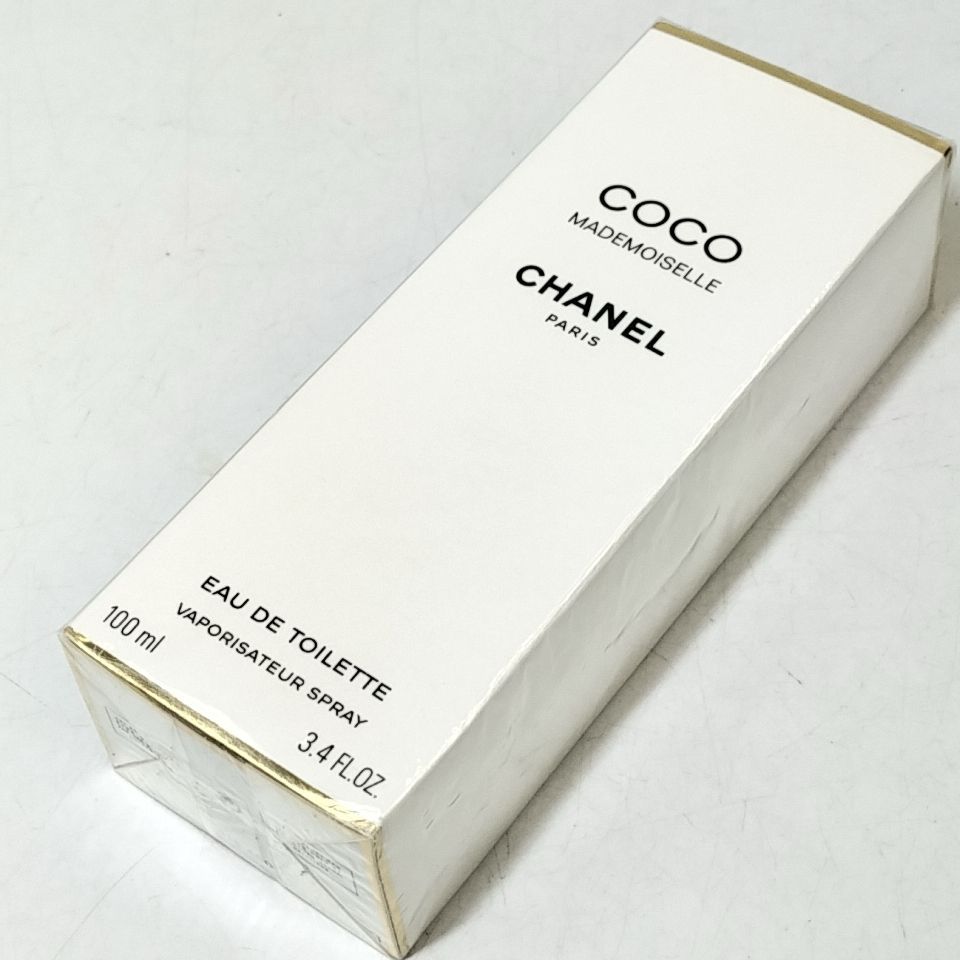 COCO
MADEMOISELLE
CHANEL
PARIS
EAU DE TOILETTE
VAPORISATEUR SPRAY
100 ml
3.4 FL.OZ.